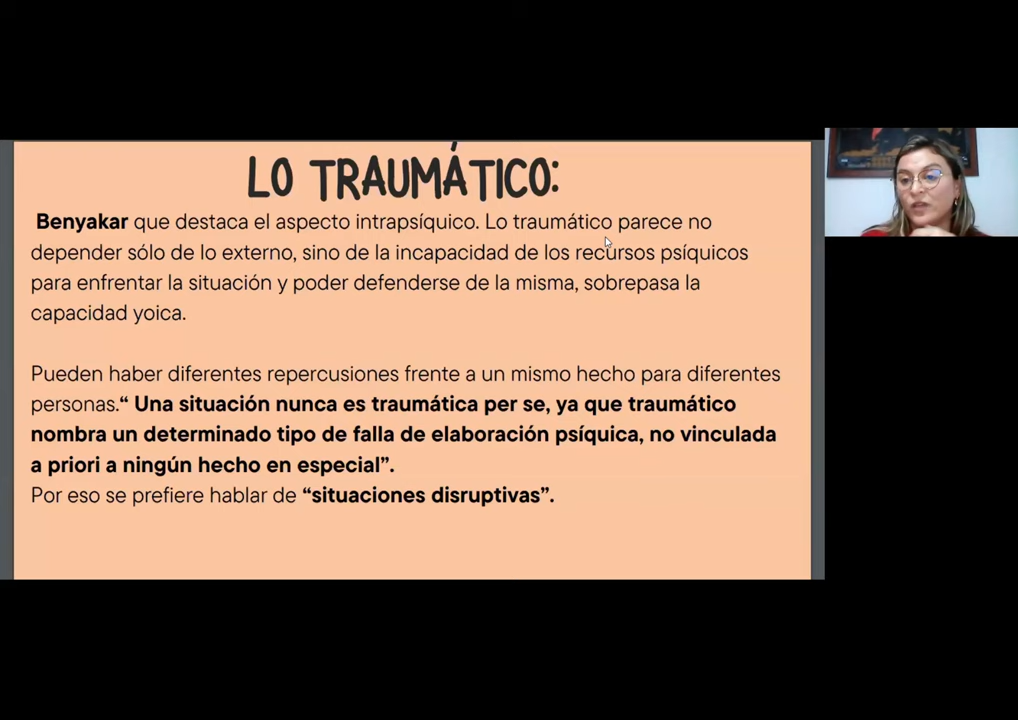 LO TRAUMÁTICO:
Benyakar que destaca el aspecto intrapsíquico. Lo traumático parece no
depender sólo de lo externo, sino de la incapacidad de los recursos psíquicos
para enfrentar la situación y poder defenderse de la misma, sobrepasa la
capacidad yoica.
Pueden haber diferentes repercusiones frente a un mismo hecho para diferentes
personas.“ Una situación nunca es traumática per se, ya que traumático
nombra un determinado tipo de falla de elaboración psíquica, no vinculada
a priori a ningún hecho en especial”.
Por eso se prefiere hablar de “situaciones disruptivas”.